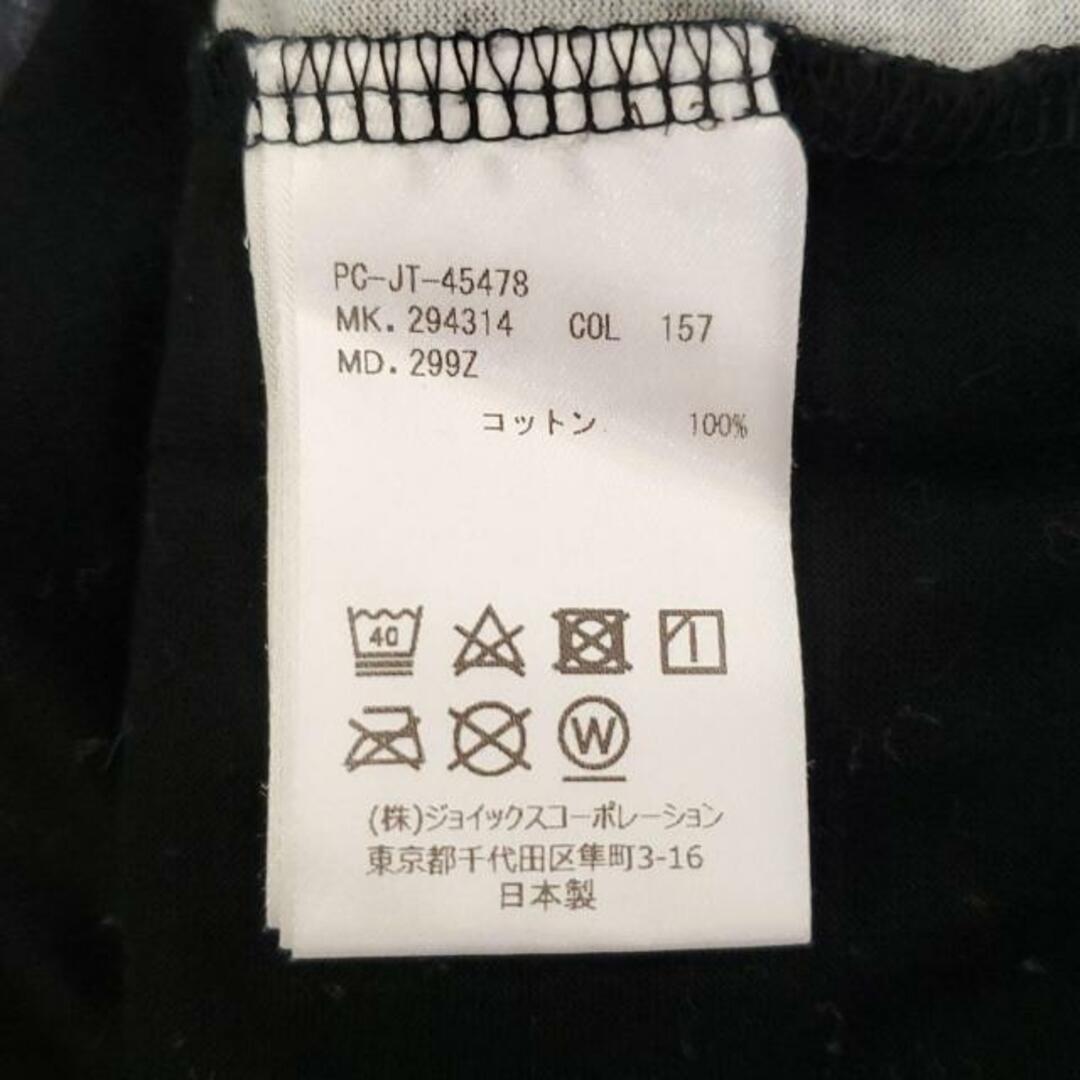 PC-JT-45478
MK. 294314 COL 157
MD. 299Z
コットン 100%
40
W
(株)ジョイックスコーポレーション
東京都千代田区隼町3-16
日本製